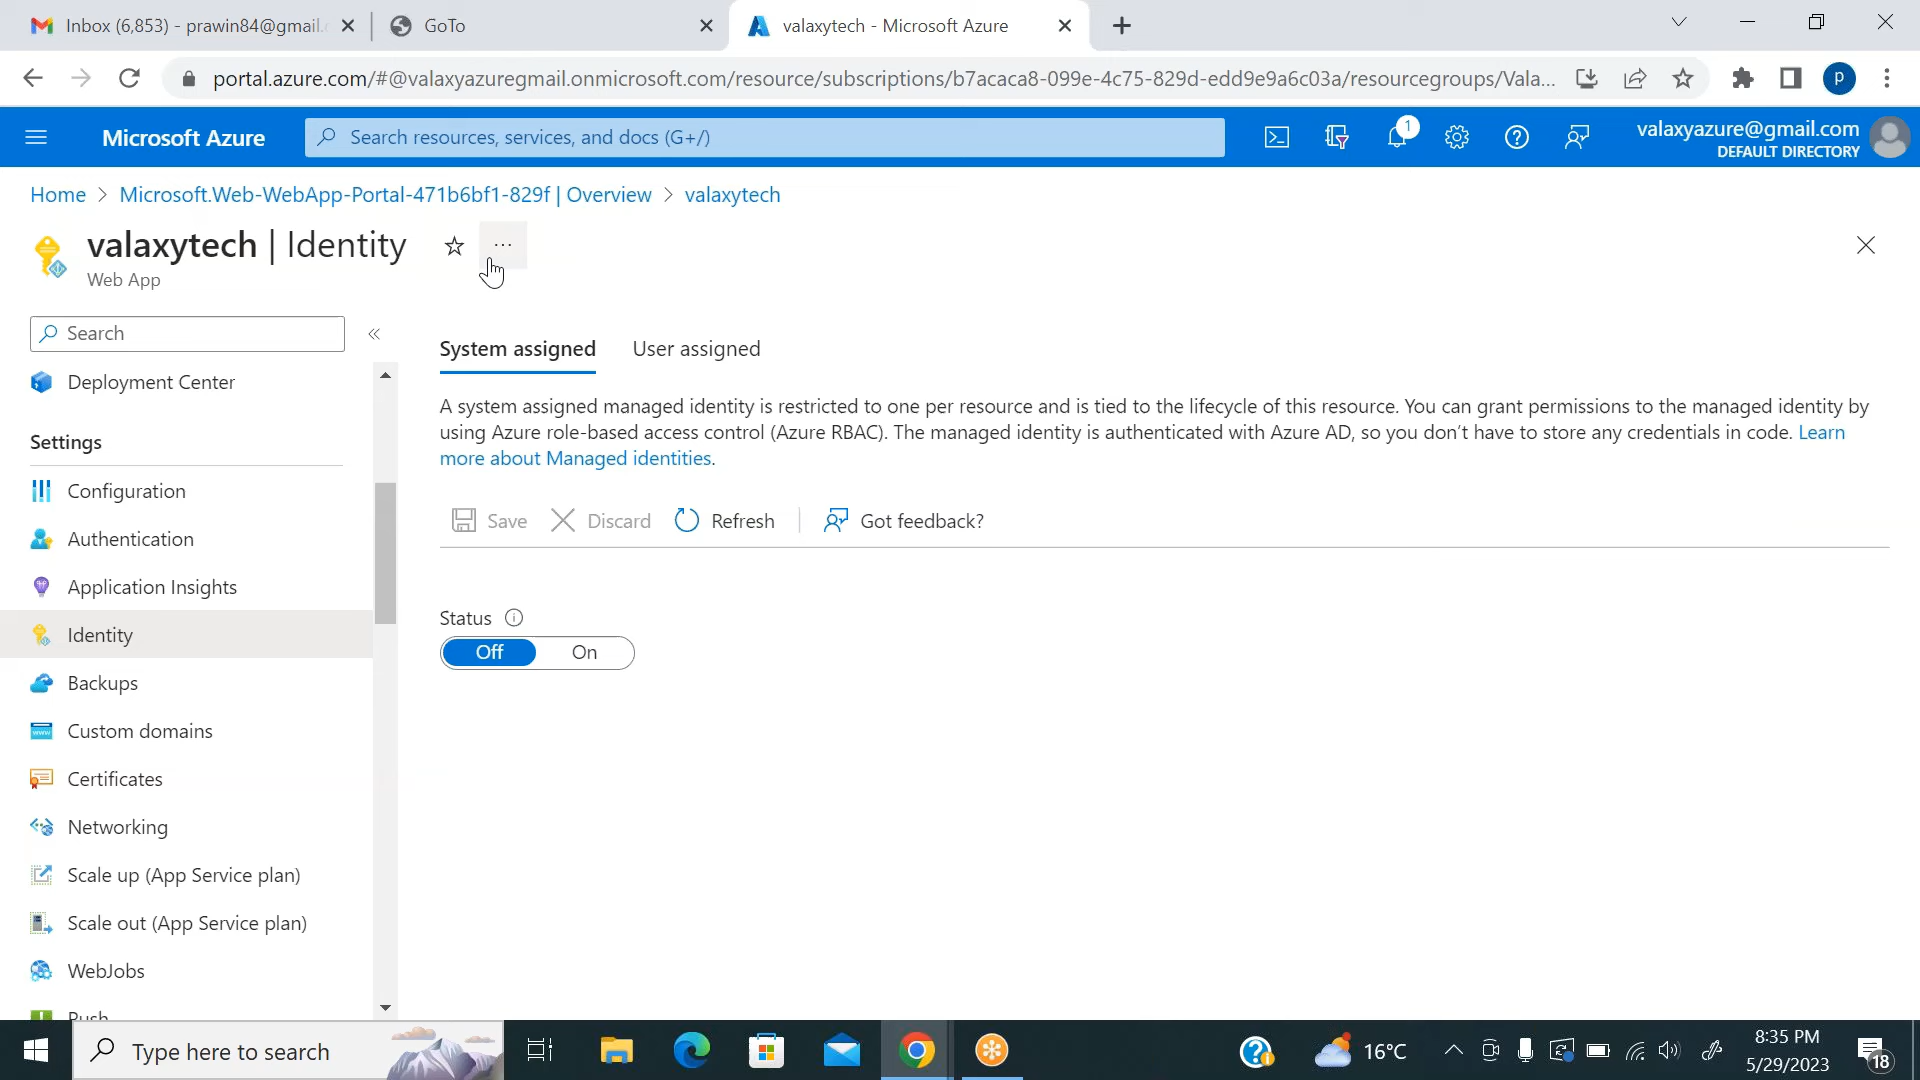 Inbox (6,853) - prawin84@gmail.
GoTo
valaxytech - Microsoft Azure
portal.azure.com/#@valaxyazuregmail.onmicrosoft.com/resource/subscriptions/b7acaca8-099e-4c75-829d-edd9e9a6c03a/resourcegroups/Vala...
P
Microsoft Azure
Search resources, services, and docs (G+/)
1
valaxyazure@gmail.com
DEFAULT DIRECTORY
Home > Microsoft.Web-WebApp-Portal-471b6bf1-829f | Overview > valaxytech
valaxytech | Identity
...
Web App
Search
«
Deployment Center
Settings
Configuration
Authentication
Application Insights
Identity
Backups
Custom domains
Certificates
Networking
Scale up (App Service plan)
Scale out (App Service plan)
WebJobs
Push
System assigned
User assigned
A system assigned managed identity is restricted to one per resource and is tied to the lifecycle of this resource. You can grant permissions to the managed identity by
using Azure role-based access control (Azure RBAC). The managed identity is authenticated with Azure AD, so you don't have to store any credentials in code. Learn
more about Managed identities.
Save
Discard
Refresh
Got feedback?
Status
Off
On
Type here to search
16°C
8:35 PM
5/29/2023
18